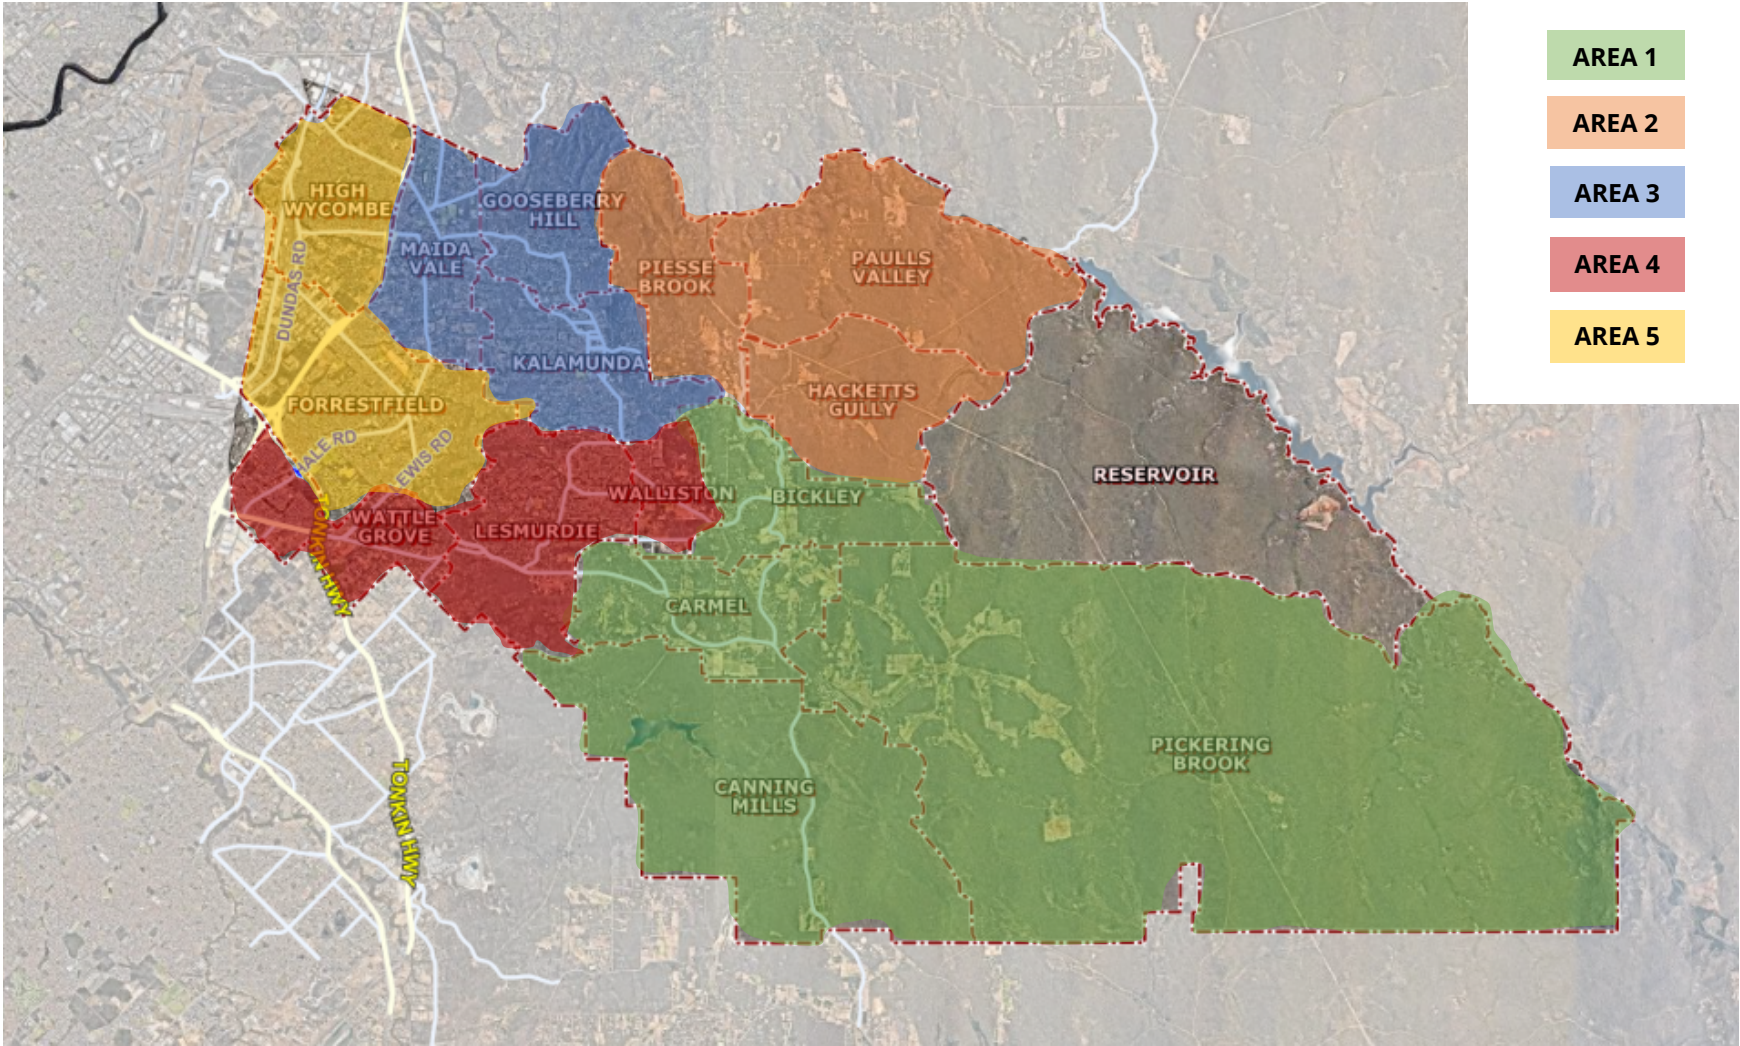 AREA 1
AREA 2
AREA 3
AREA 4
AREA 5
HIGH
WYCOMBE
GOOSEBERRY
HILL
MAIDA
VALE
PIESSE
BROOK
PAULLS
VALLEY
DUNDAS RD
KALAMUNDA
HACKETTS
GULLY
FORRESTFIELD
HALE RD
LEWIS RD
RESERVOIR
WALLISTON
BICKLEY
WATTLE
GROVE
LESMURDIE
TONKIN HWY
CARMEL
PICKERING
BROOK
CANNING
MILLS
TONKIN HWY